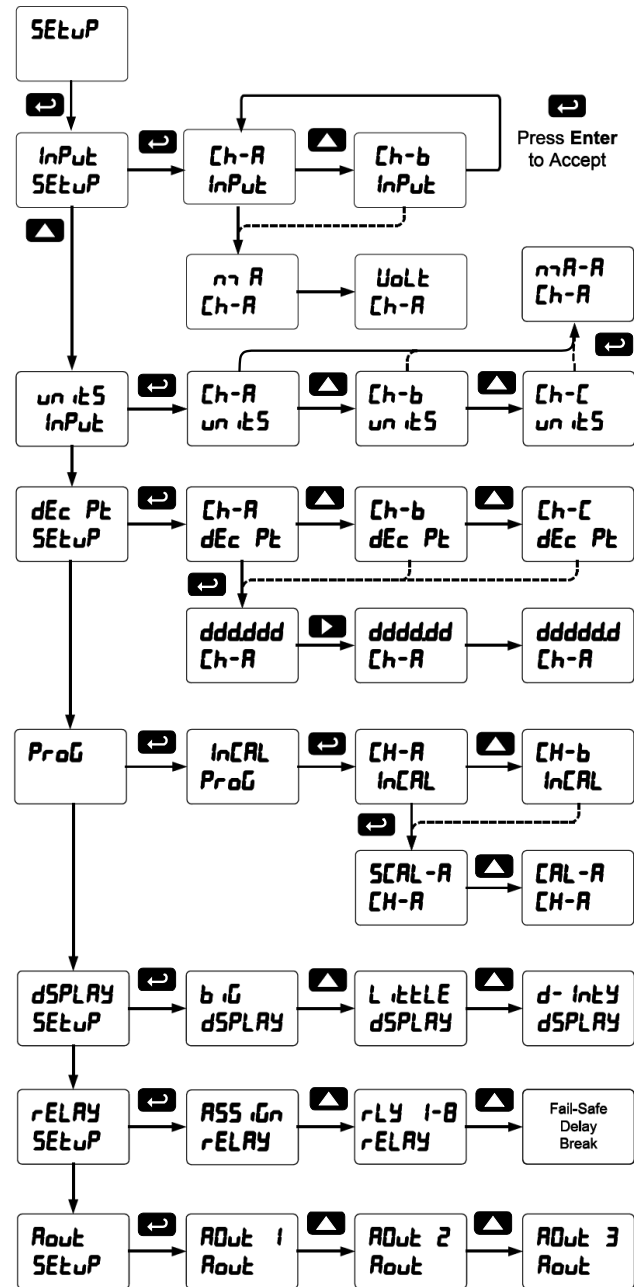 SEtuP
InPut
SEtuP
Ch-A
InPut
Ch-b
InPut
Press Enter
to Accept
mA
Ch-A
VoLt
Ch-A
mA-A
Ch-A
unitS
InPut
Ch-A
unitS
Ch-b
unitS
Ch-C
unitS
dEc Pt
SEtuP
Ch-A
dEc Pt
Ch-b
dEc Pt
Ch-C
dEc Pt
ddd.ddd
Ch-A
dddd.dd
Ch-A
ddddd.d
Ch-A
ProG
InCAL
ProG
CH-A
InCAL
CH-b
InCAL
SCAL-A
CH-A
CAL-A
CH-A
dSPLAY
SEtuP
biG
dSPLAY
LittLE
dSPLAY
d-IntY
dSPLAY
rELAY
SEtuP
ASSiGn
rELAY
rLY 1-8
rELAY
Fail-Safe
Delay
Break
Aout
SEtuP
AOut 1
Aout
AOut 2
Aout
AOut 3
Aout